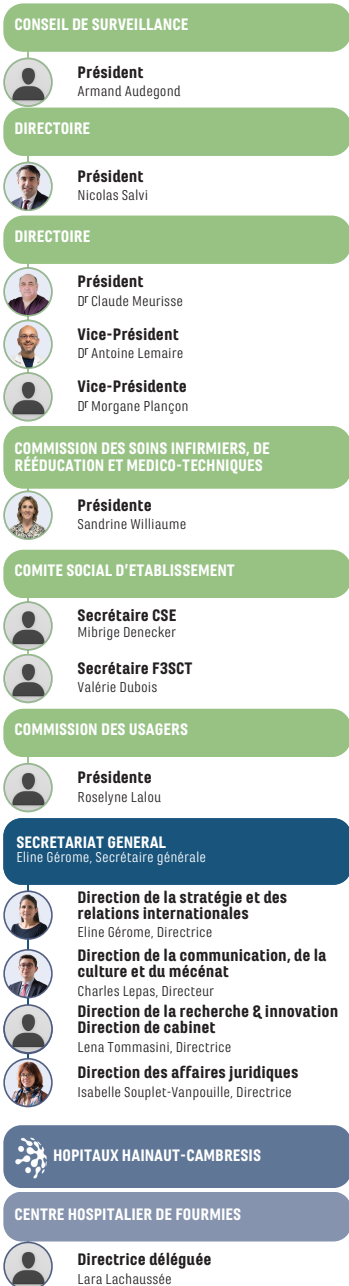 CONSEIL DE SURVEILLANCE
Président
Armand Audegond
DIRECTOIRE
Président
Nicolas Salvi
DIRECTOIRE
Président
Dr Claude Meurisse
Vice-Président
Dr Antoine Lemaire
Vice-Présidente
Dr Morgane Plançon
COMMISSION DES SOINS INFIRMIERS, DE
RÉÉDUCATION ET MEDICO-TECHNIQUES
Présidente
Sandrine Williaume
COMITE SOCIAL D'ETABLISSEMENT
Secrétaire CSE
Mibrige Denecker
Secrétaire F3SCT
Valérie Dubois
COMMISSION DES USAGERS
Présidente
Roselyne Lalou
SECRETARIAT GENERAL
Eline Gérome, Secrétaire générale
Direction de la stratégie et des
relations internationales
Eline Gérome, Directrice
Direction de la communication, de la
culture et du mécénat
Charles Lepas, Directeur
Direction de la recherche & innovation
Direction de cabinet
Lena Tommasini, Directrice
Direction des affaires juridiques
Isabelle Souplet-Vanpouille, Directrice
HOPITAUX HAINAUT-CAMBRESIS
CENTRE HOSPITALIER DE FOURMIES
Directrice déléguée
Lara Lachaussée